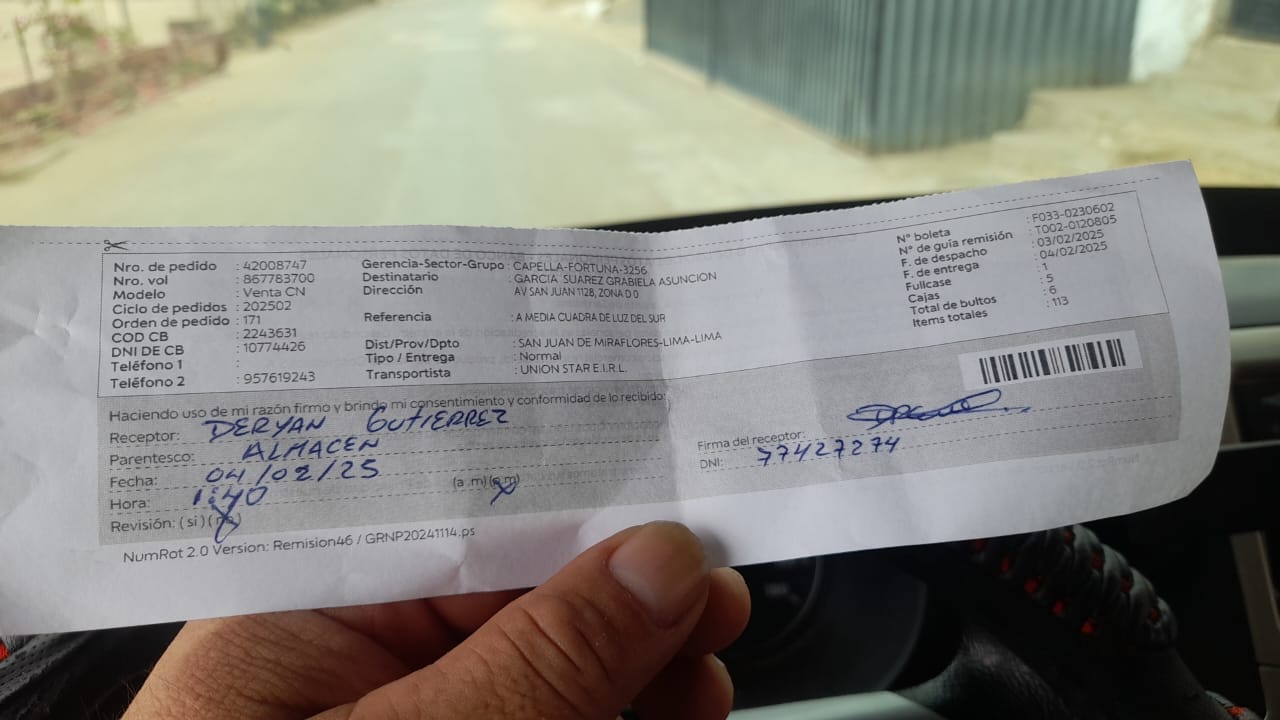 Nro. de pedido : 42008747
Nro. vol : 867783700
Modelo : Venta CN
Ciclo de pedidos : 202502
Orden de pedido : 171
COD CB : 2243631
DNI DE CB : 10774426
Teléfono 1 :
Teléfono 2 : 957619243
Gerencia-Sector-Grupo : CAPELLA-FORTUNA-3256
Destinatario : GARCIA SUAREZ GRABIELA ASUNCION
Dirección AV SAN JUAN 1128, ZONA D 0
Referencia : A MEDIA CUADRA DE LUZ DEL SUR
Dist/Prov/Dpto : SAN JUAN DE MIRAFLORES-LIMA-LIMA
Tipo / Entrega : Normal
Transportista : UNION STAR E.I.R.L.
N° boleta : F033-0230602
N° de guía remisión : T002-0120805
F. de despacho : 03/02/2025
F. de entrega : 04/02/2025
Fullcase : 1
Cajas : 5
Total de bultos : 6
Items totales : 113
Haciendo uso de mi razón firmo y brindo mi consentimiento y conformidad de lo recibido:
Receptor: DERYAN GUTIERREZ
Parentesco: ALMACEN
Fecha: 04/02/25
Hora: 1:40 (a .m) (p.m)
Revisión: ( si ) ( no )
Firma del receptor:
DNI: 77427274
NumRot 2.0 Version: Remision46 / GRNP20241114.ps